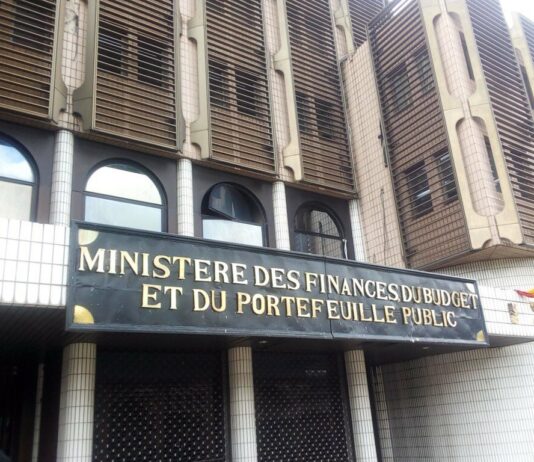 MINISTERE DES FINANCES, DU BUDGET
ET DU PORTEFEUILLE PUBLIC